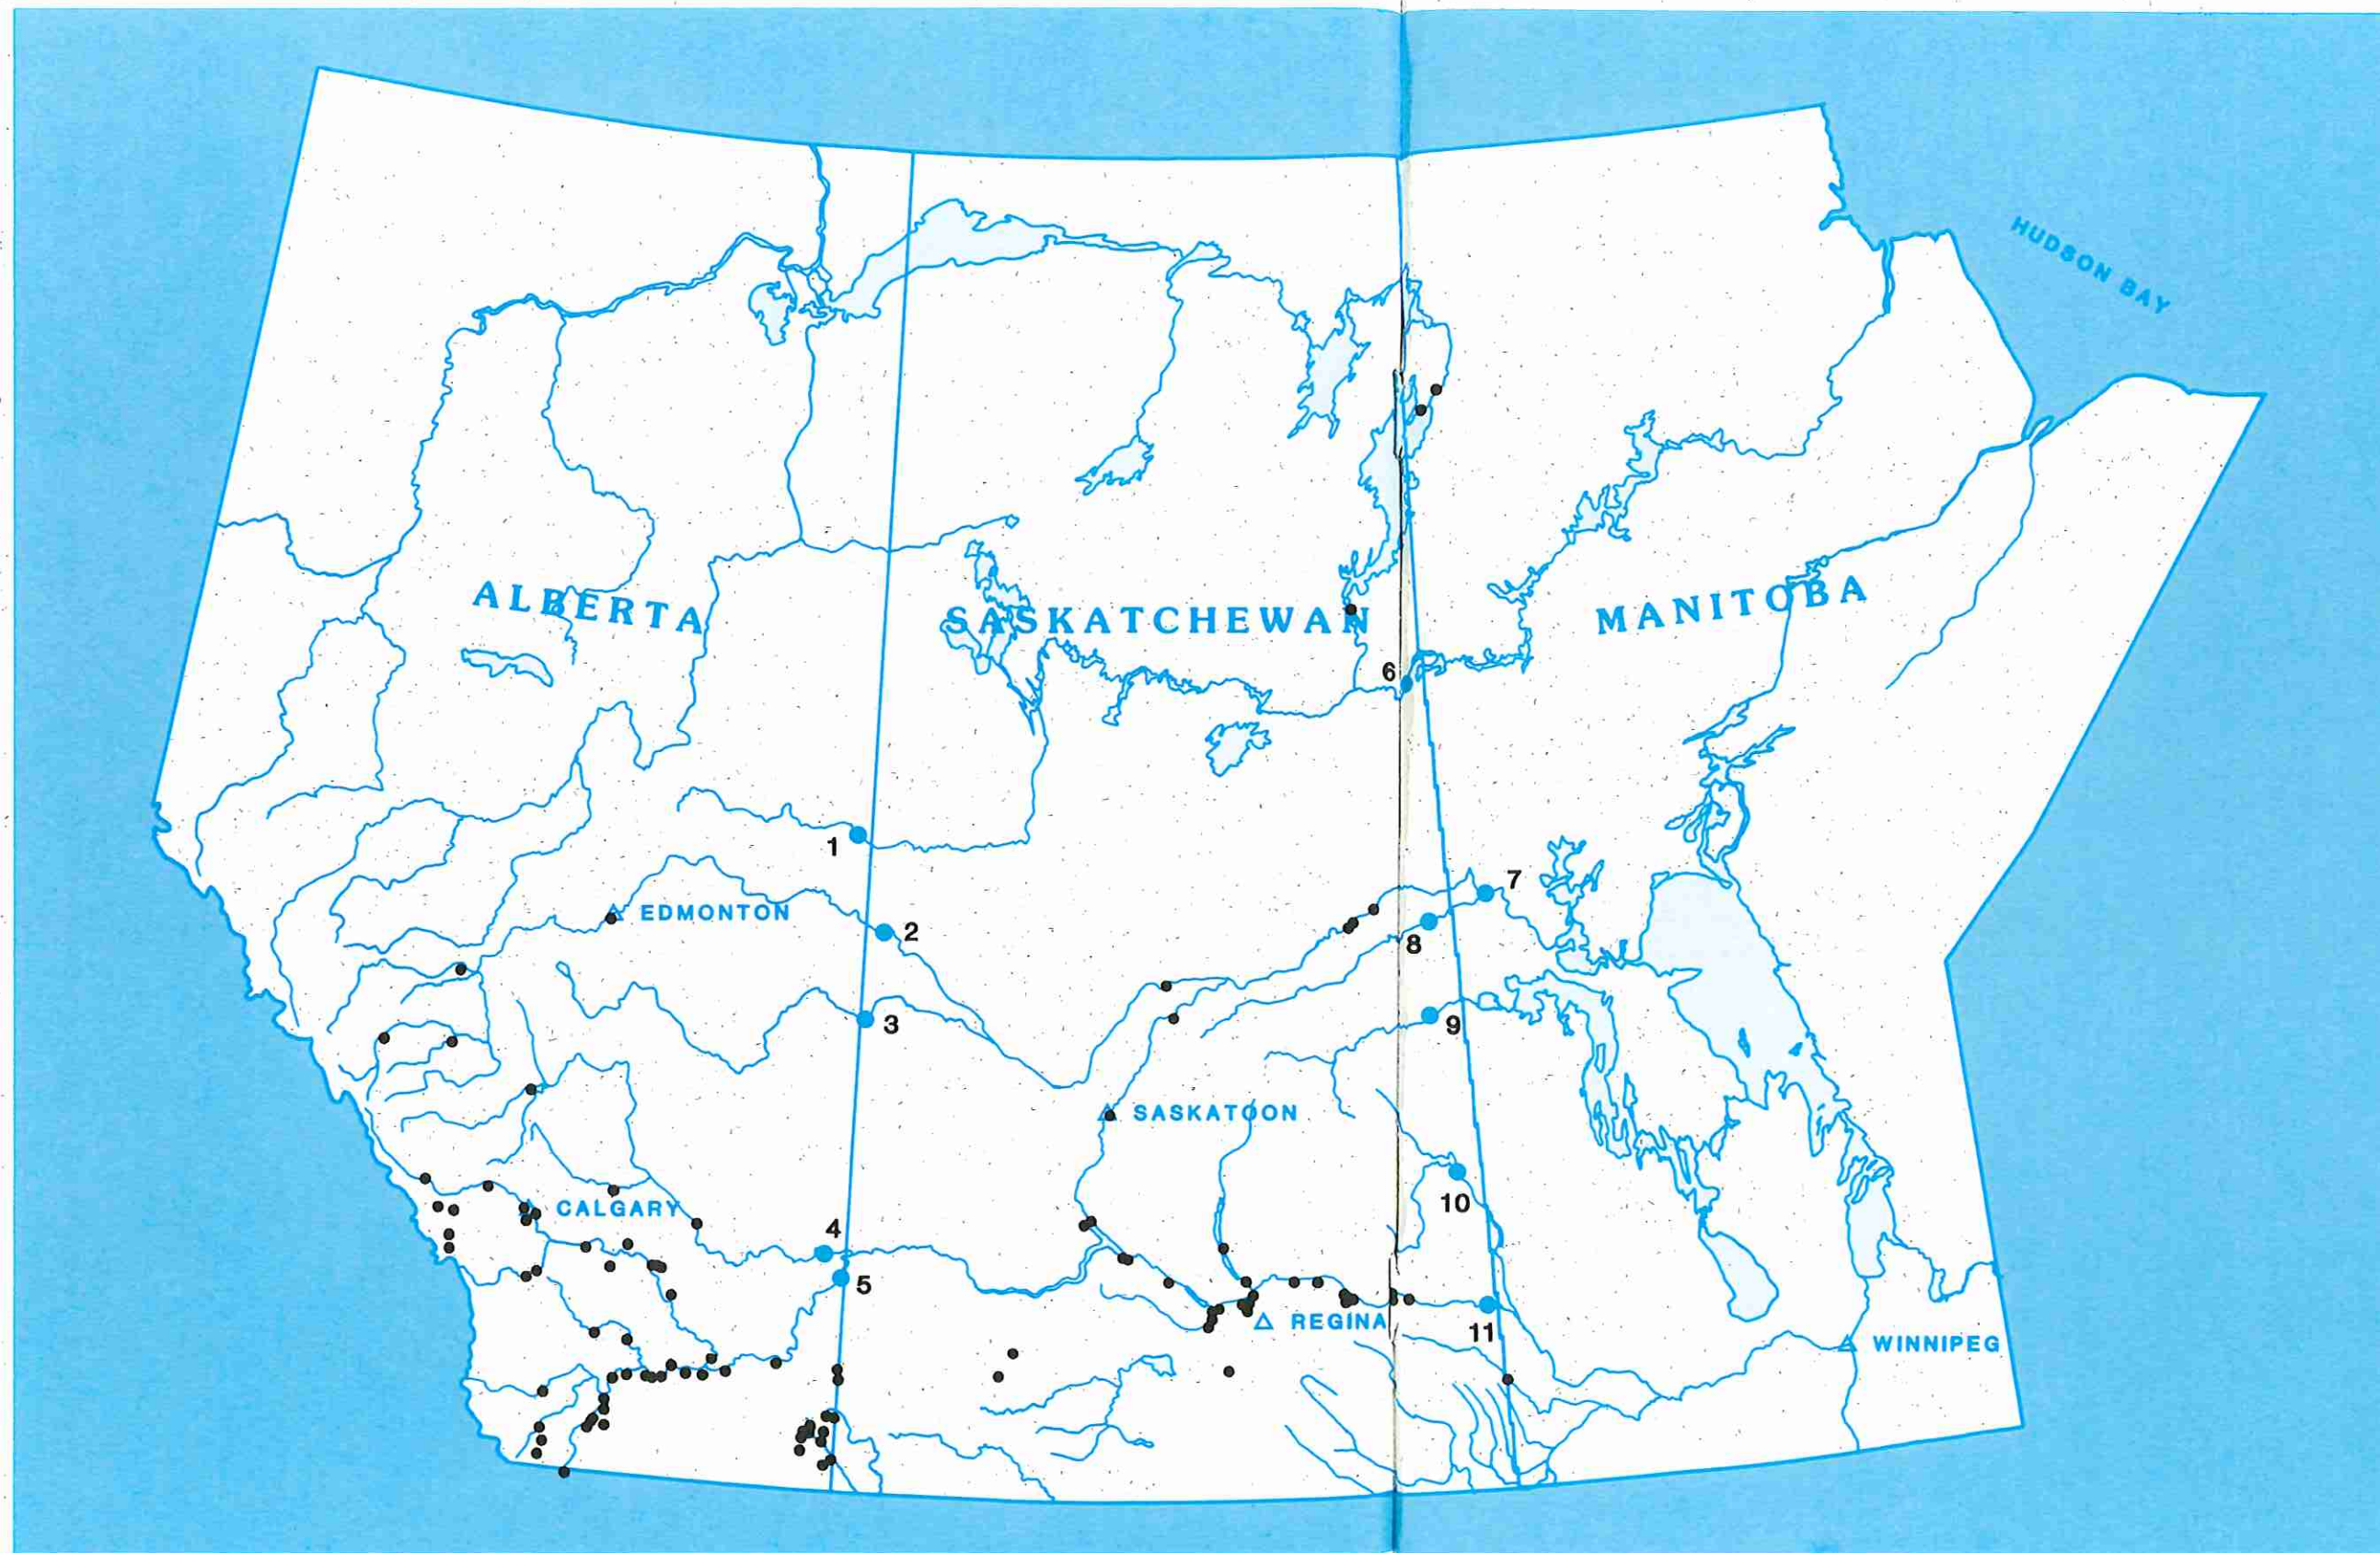 HUDSON BAY
ALBERTA
SASKATCHEWAN
MANITOBA
6
1
7
EDMONTON
2
8
3
9
SASKATOON
10
CALGARY
4
5
REGINA
11
WINNIPEG